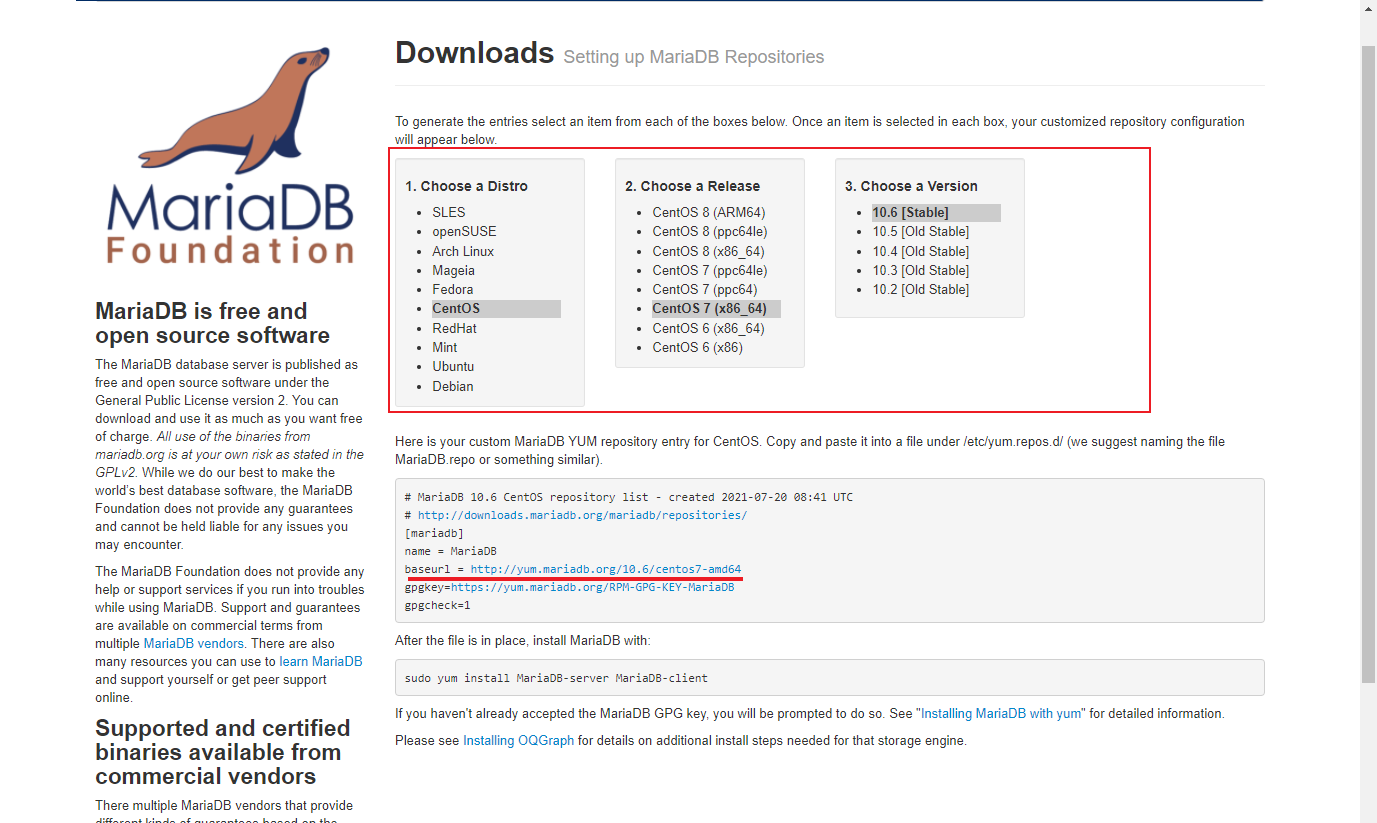 MariaDB
Foundation
MariaDB is free and
open source software
The MariaDB database server is published as
free and open source software under the
General Public License version 2. You can
download and use it as much as you want free
of charge. All use of the binaries from
mariadb.org is at your own risk as stated in the
GPLv2. While we do our best to make the
world's best database software, the MariaDB
Foundation does not provide any guarantees
and cannot be held liable for any issues you
may encounter.
The MariaDB Foundation does not provide any
help or support services if you run into troubles
while using MariaDB. Support and guarantees
are available on commercial terms from
multiple MariaDB vendors. There are also
many resources you can use to learn MariaDB
and support yourself or get peer support
online.
Supported and certified
binaries available from
commercial vendors
There multiple MariaDB vendors that provide
different kinds of guarantees based on the
Downloads Setting up MariaDB Repositories
To generate the entries select an item from each of the boxes below. Once an item is selected in each box, your customized repository configuration
will appear below.
1. Choose a Distro
SLES
openSUSE
Arch Linux
Mageia
Fedora
CentOS
RedHat
Mint
Ubuntu
Debian
2. Choose a Release
CentOS 8 (ARM64)
CentOS 8 (ppc64le)
CentOS 8 (x86_64)
CentOS 7 (ppc64le)
CentOS 7 (ppc64)
CentOS 7 (x86_64)
CentOS 6 (x86_64)
CentOS 6 (x86)
3. Choose a Version
10.6 [Stable]
10.5 [Old Stable]
10.4 [Old Stable]
10.3 [Old Stable]
10.2 [Old Stable]
Here is your custom MariaDB YUM repository entry for CentOS. Copy and paste it into a file under /etc/yum.repos.d/ (we suggest naming the file
MariaDB.repo or something similar).
# MariaDB 10.6 CentOS repository list - created 2021-07-20 08:41 UTC
# http://downloads.mariadb.org/mariadb/repositories/
[mariadb]
name = MariaDB
baseurl = http://yum.mariadb.org/10.6/centos7-amd64
gpgkey=https://yum.mariadb.org/RPM-GPG-KEY-MariaDB
gpgcheck=1
After the file is in place, install MariaDB with:
sudo yum install MariaDB-server MariaDB-client
If you haven't already accepted the MariaDB GPG key, you will be prompted to do so. See "Installing MariaDB with yum" for detailed information.
Please see Installing OQGraph for details on additional install steps needed for that storage engine.